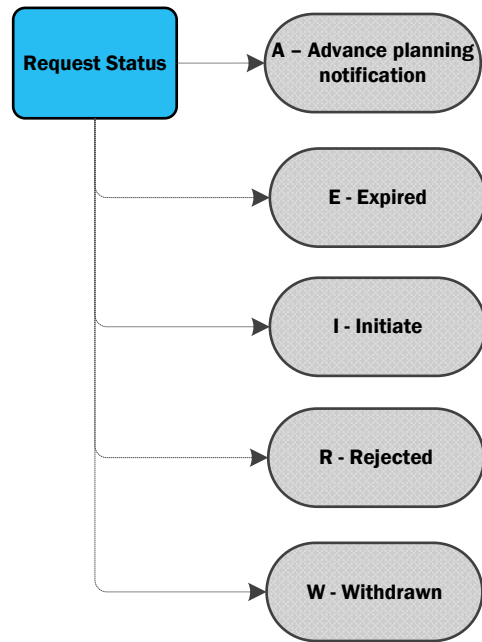 Request Status
A – Advance planning
notification
E - Expired
I - Initiate
R - Rejected
W - Withdrawn